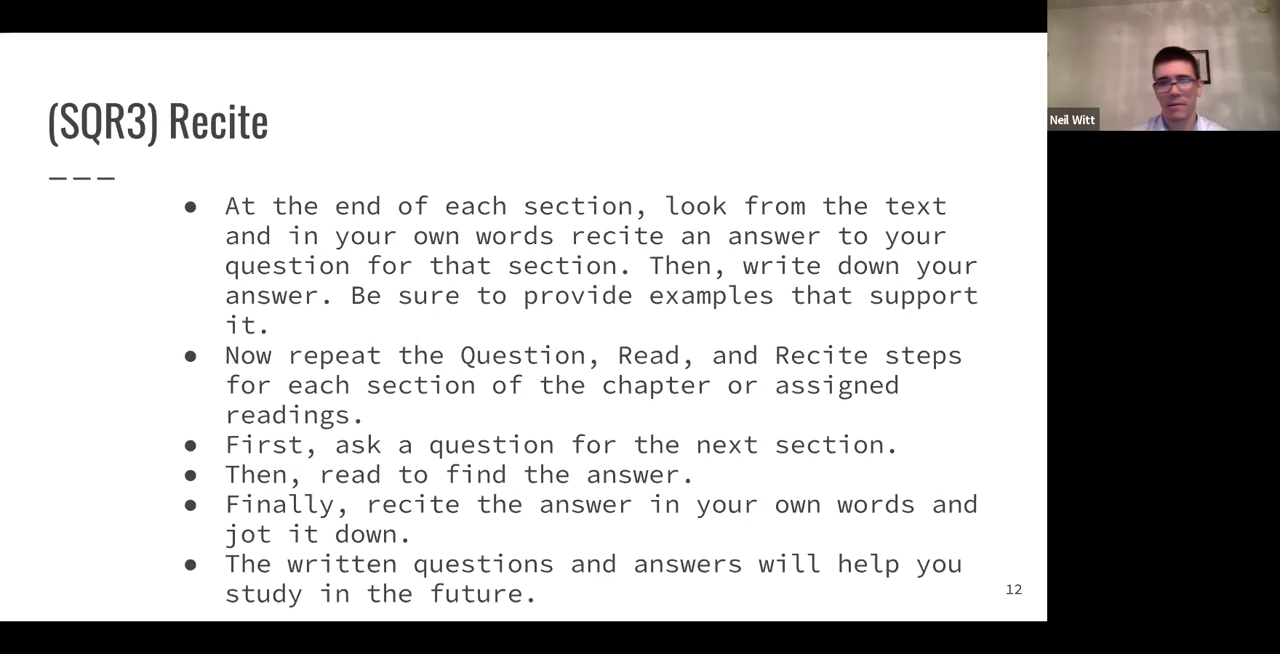 (SQR3) Recite
● At the end of each section, look from the text
and in your own words recite an answer to your
question for that section. Then, write down your
answer. Be sure to provide examples that support
it.
● Now repeat the Question, Read, and Recite steps
for each section of the chapter or assigned
readings.
● First, ask a question for the next section.
● Then, read to find the answer.
● Finally, recite the answer in your own words and
jot it down.
● The written questions and answers will help you
study in the future.
12
Neil Witt